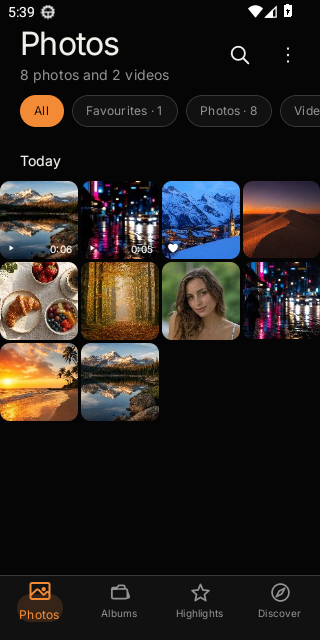 5:39
Photos
8 photos and 2 videos
All
Favourites · 1
Photos · 8
Vide
Today
0:06
0:05
Photos
Albums
Highlights
Discover